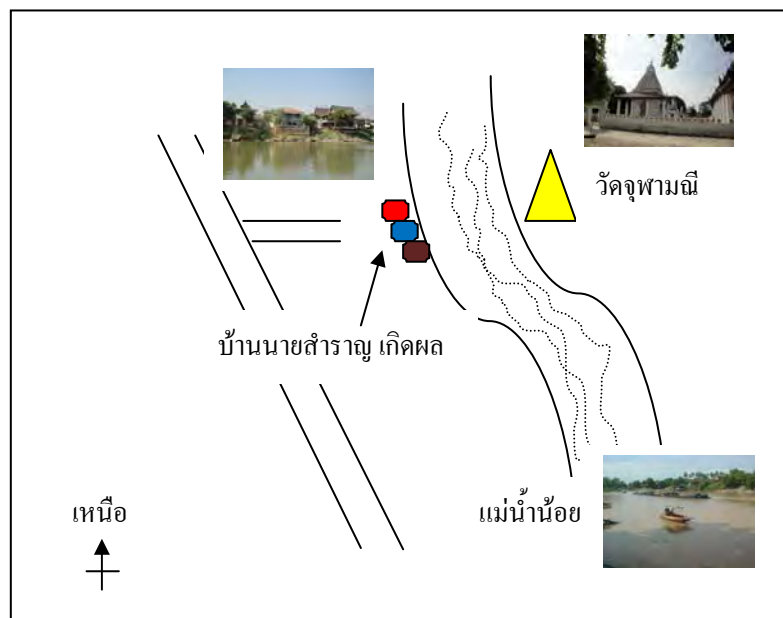 วัดจุฬามณี
บ้านนายสำราญ เกิดผล
เหนือ
แม่น้ำน้อย